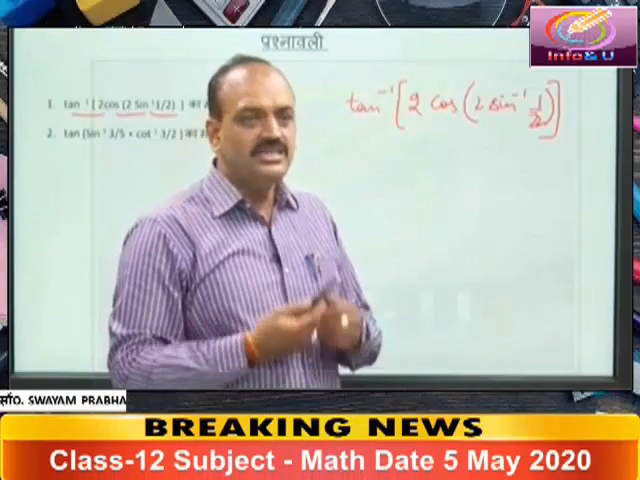 Info&U
प्रश्नावली
1. tan⁻¹ [ 2cos (2 Sin⁻¹1/2) ] का
tan⁻¹[2 cos(2 sin⁻¹ 1/2)]
2. tan (Sin⁻¹ 3/5 + cot⁻¹ 3/2 ) का
& U
O. SWAYAM PRABHA
BREAKING NEWS
Class-12 Subject - Math Date 5 May 2020